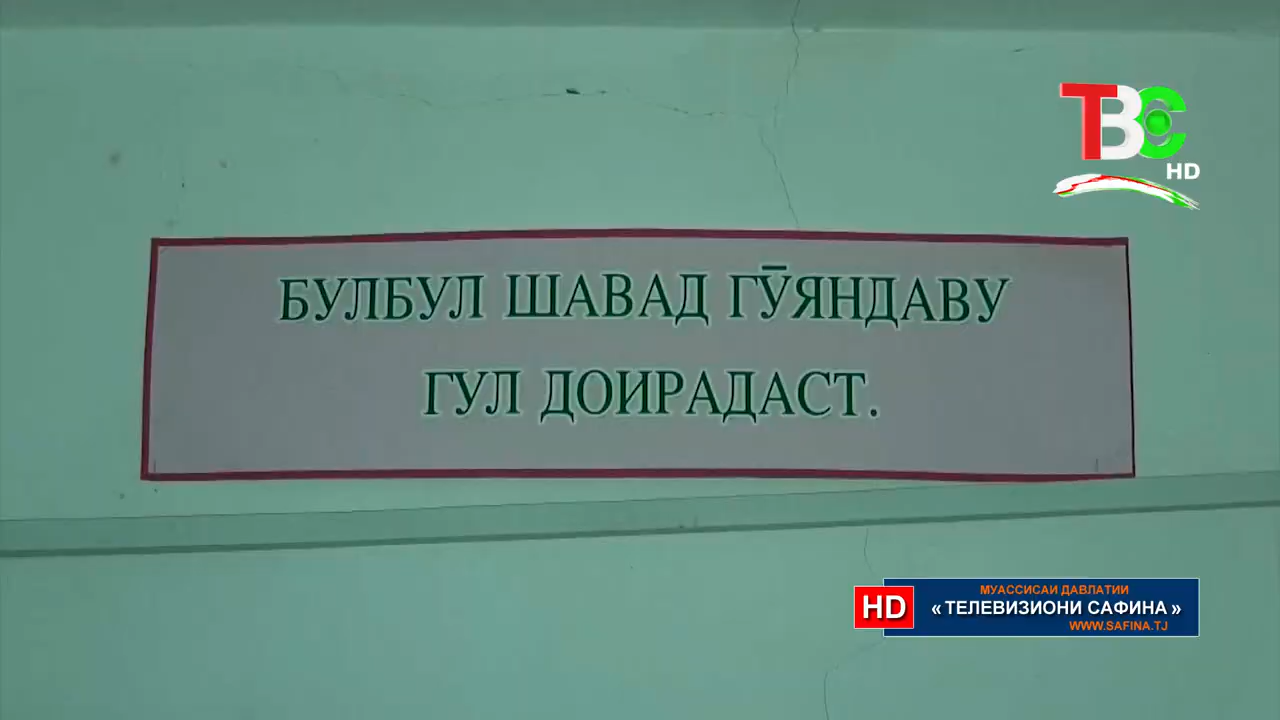 ТВС
HD
БУЛБУЛ ШАВАД ГӮЯНДАВУ
ГУЛ ДОИРАДАСТ.
HD
МУАССИСАИ ДАВЛАТИИ
« ТЕЛЕВИЗИОНИ САФИНА »
WWW.SAFINA.TJ